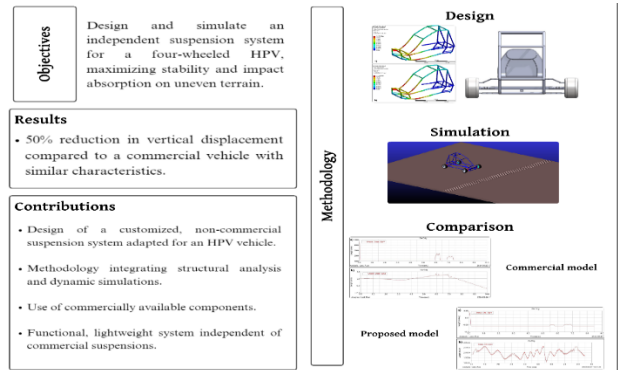 Objectives
Design and simulate an
independent suspension system
for a four-wheeled HPV,
maximizing stability and impact
absorption on uneven terrain.
Results
• 50% reduction in vertical displacement
compared to a commercial vehicle with
similar characteristics.
Contributions
• Design of a customized, non-commercial
suspension system adapted for an HPV vehicle.
• Methodology integrating structural analysis
and dynamic simulations.
• Use of commercially available components.
• Functional, lightweight system independent of
commercial suspensions.
Methodology
Design
Simulation
Comparison
Commercial model
Proposed model